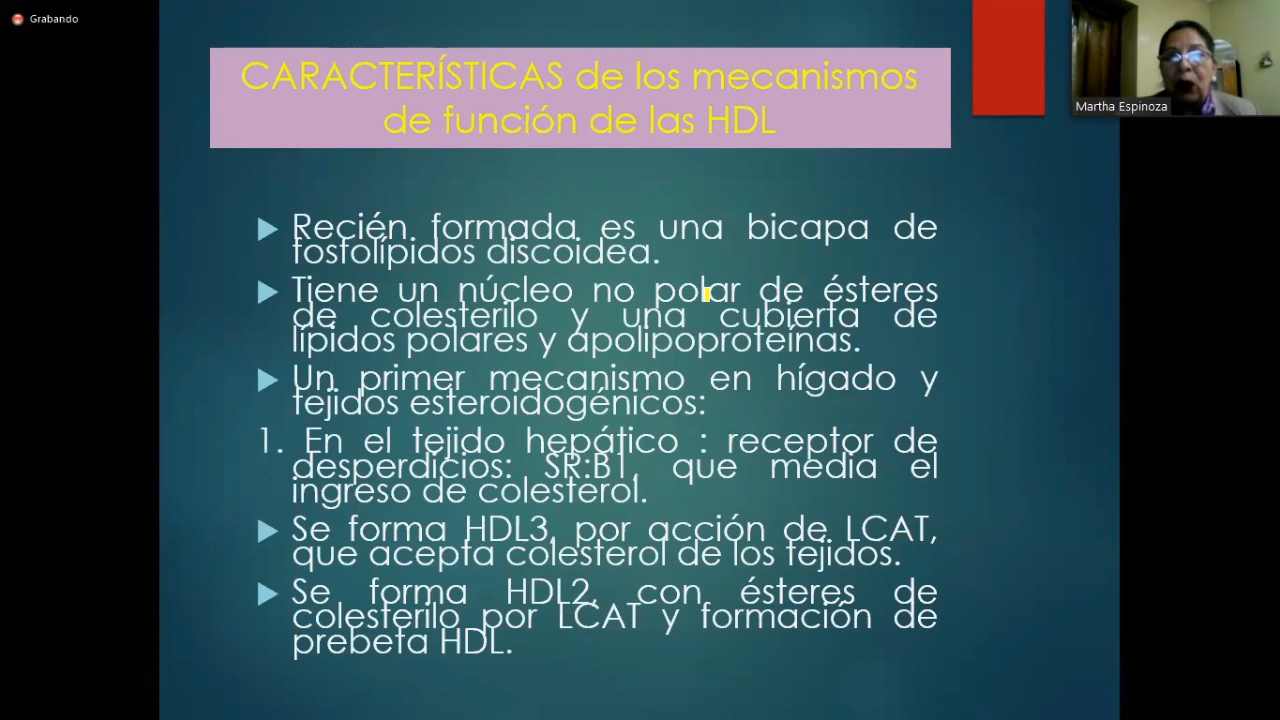 Grabando
CARACTERÍSTICAS de los mecanismos
de función de las HDL
Martha Espinoza
Recién formada es una bicapa de
fosfolípidos discoidea.
Tiene un núcleo no polar de ésteres
de colesterilo y una cubierta de
lípidos polares y apolipoproteínas.
Un primer mecanismo en hígado y
tejidos esteroidogénicos:
1. En el tejido hepático : receptor de
desperdicios: SR:B1, que media el
ingreso de colesterol.
Se forma HDL3, por acción de LCAT,
que acepta colesterol de los tejidos.
Se forma HDL2, con ésteres de
colesterilo por LCAT y formación de
prebeta HDL.